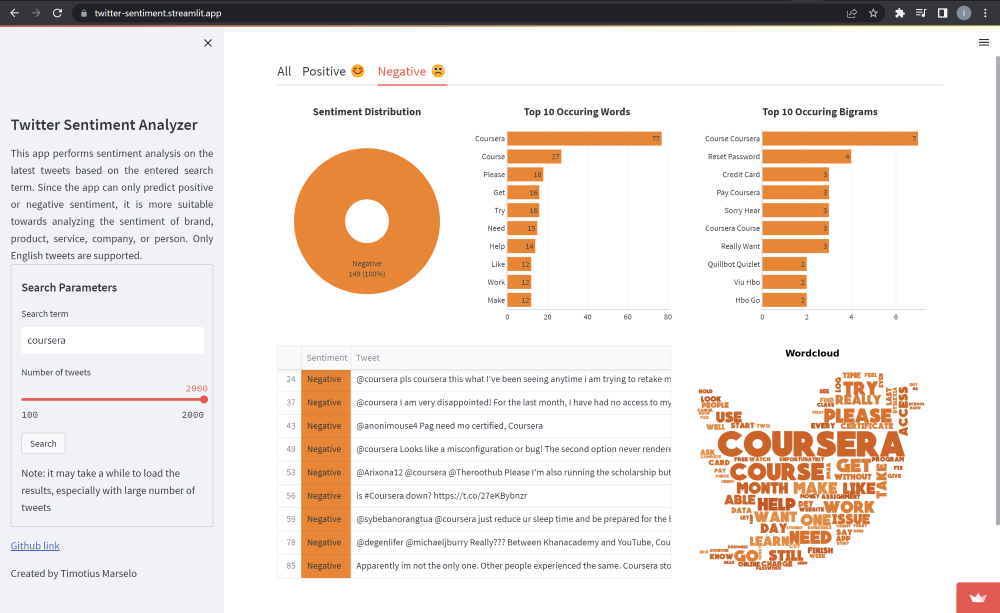 twitter-sentiment.streamlit.app
Twitter Sentiment Analyzer
This app performs sentiment analysis on the
latest tweets based on the entered search
term. Since the app can only predict positive
or negative sentiment, it is more suitable
towards analyzing the sentiment of brand,
product, service, company, or person. Only
English tweets are supported.
Search Parameters
Search term
coursera
Number of tweets
2000
100 2000
Search
Note: it may take a while to load the
results, especially with large number of
tweets
Github link
Created by Timotius Marselo
All Positive Negative
Sentiment Distribution
Negative
149 (100%)
Top 10 Occuring Words
Coursera 77
Course 27
Please 18
Get 16
Try 16
Need 15
Help 14
Like 12
Work 12
Make 12
0 20 40 60 80
Top 10 Occuring Bigrams
Course Coursera 7
Reset Password 4
Credit Card 3
Pay Coursera 3
Sorry Hear 3
Coursera Course 3
Really Want 3
Quillbot Quizlet 2
Viu Hbo 2
Hbo Go 2
0 2 4 6
Sentiment Tweet
24 Negative @coursera pls coursera this what I've been seeing anytime i am trying to retake m
37 Negative @coursera I am very disappointed! For the last month, I have had no access to my
43 Negative @anonimouse4 Pag need mo certified, Coursera
49 Negative @coursera Looks like a misconfiguration or bug! The second option never rendere
53 Negative @Arixona12 @coursera @Theroothub Please I'm also running the scholarship but
56 Negative is #Coursera down? https://t.co/27eKBybnzr
59 Negative @sybebanorangtua @coursera just reduce ur sleep time and be prepared for the l
78 Negative @degenlifer @michaeljburry Really??? Between Khanacademy and YouTube, Cou
85 Negative Apparently im not the only one. Other people experienced the same. Coursera sto
Wordcloud
TIME FEEL
HOLD SEE LOG TRY EVEN
LOOK FIND REALLY LAST
PEOPLE CLASS ACCESS
USE PLEASE
WELL START TWO EVERY CERTIFICATE
COURSERA
ASK FREE WATCH UNFORTUNATELY PROGRAM
CARD COURSE GET FIX
PAY WITHOUT GIVE
MONTH MAKE LIKE TAKE
ABLE HELP DEY MONEY ASSIGNMENT
DATA WEBSITE WORK
LET WANT ONE ISSUE
DAY SAY
LEARN NEED APP
KNOW GO STILL FINISH
WEEK
ONLINE CHARGE
PASSWORD